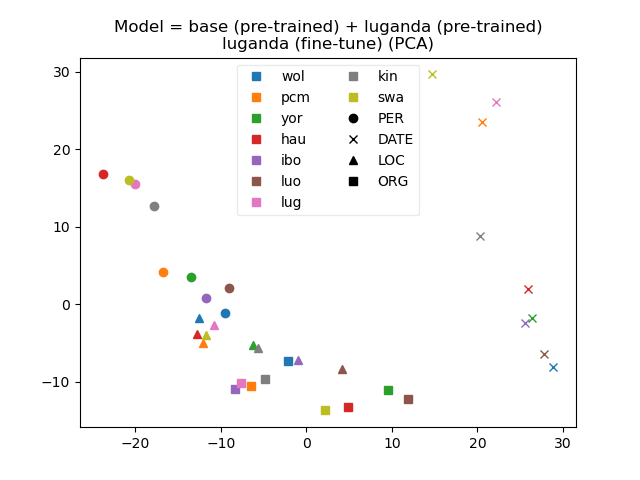 Model = base (pre-trained) + luganda (pre-trained)
luganda (fine-tune) (PCA)
30
20
10
0
−10
−20
−10
0
10
20
30
wol
pcm
yor
hau
ibo
luo
lug
kin
swa
PER
DATE
LOC
ORG